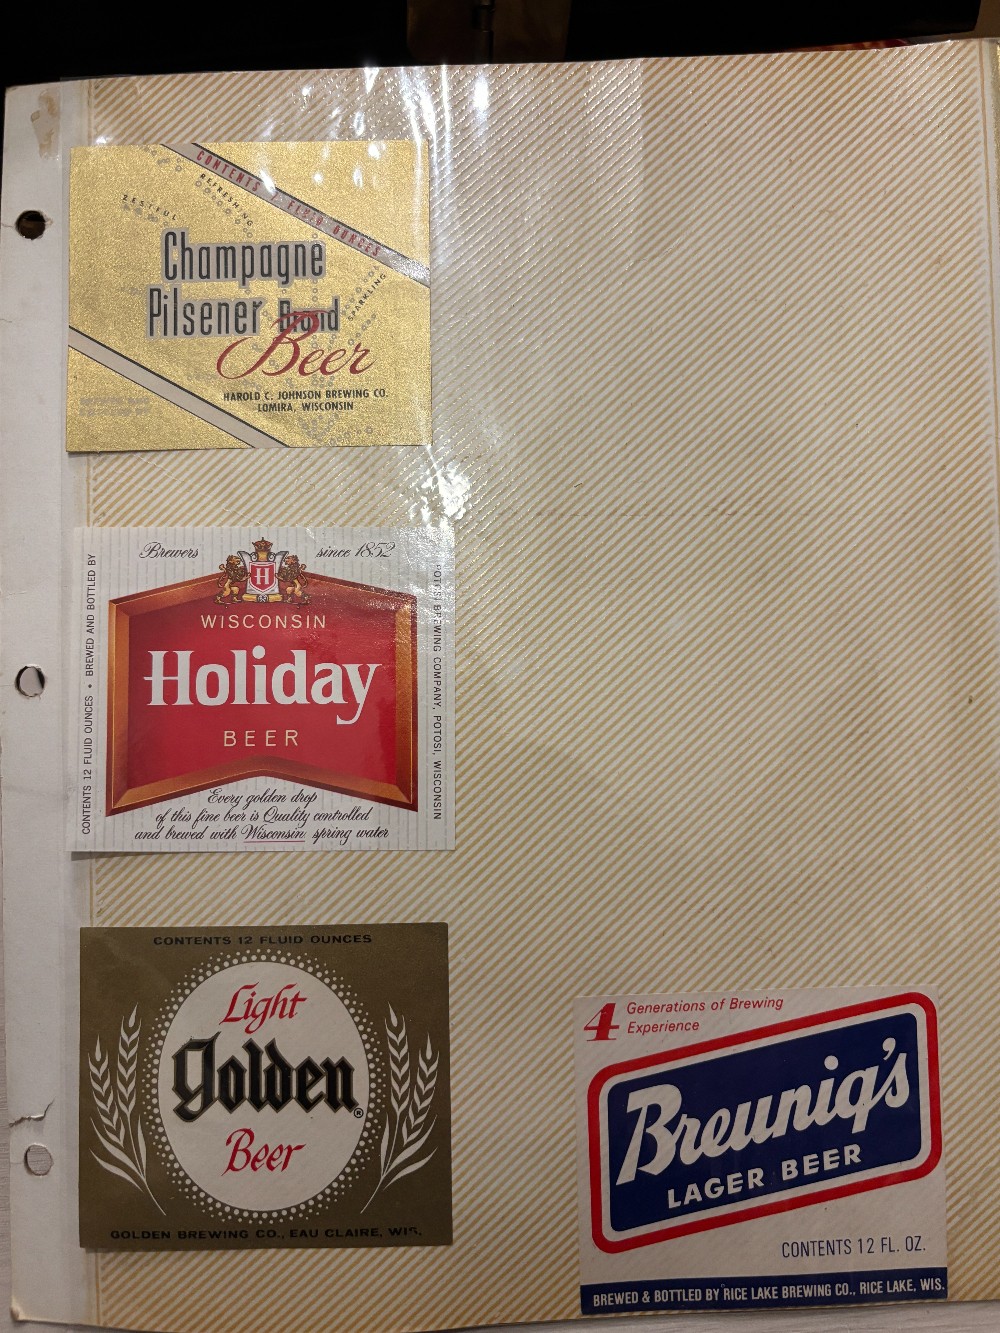 CONTENTS 7 FLUID OUNCES
REFRESHING
ZESTFUL
SPARKLING
Champagne
Pilsener Brand
Beer
HAROLD C. JOHNSON BREWING CO.
LOMIRA, WISCONSIN
Brewers since 1852
H
WISCONSIN
Holiday
BEER
Every golden drop
of this fine beer is Quality controlled
and brewed with Wisconsin spring water
CONTENTS 12 FLUID OUNCES • BREWED AND BOTTLED BY
POTOSI BREWING COMPANY, POTOSI, WISCONSIN
CONTENTS 12 FLUID OUNCES
Light
Golden®
Beer
GOLDEN BREWING CO., EAU CLAIRE, WIS.
4 Generations of Brewing
Experience
Breunig's
LAGER BEER
CONTENTS 12 FL. OZ.
BREWED & BOTTLED BY RICE LAKE BREWING CO., RICE LAKE, WIS.